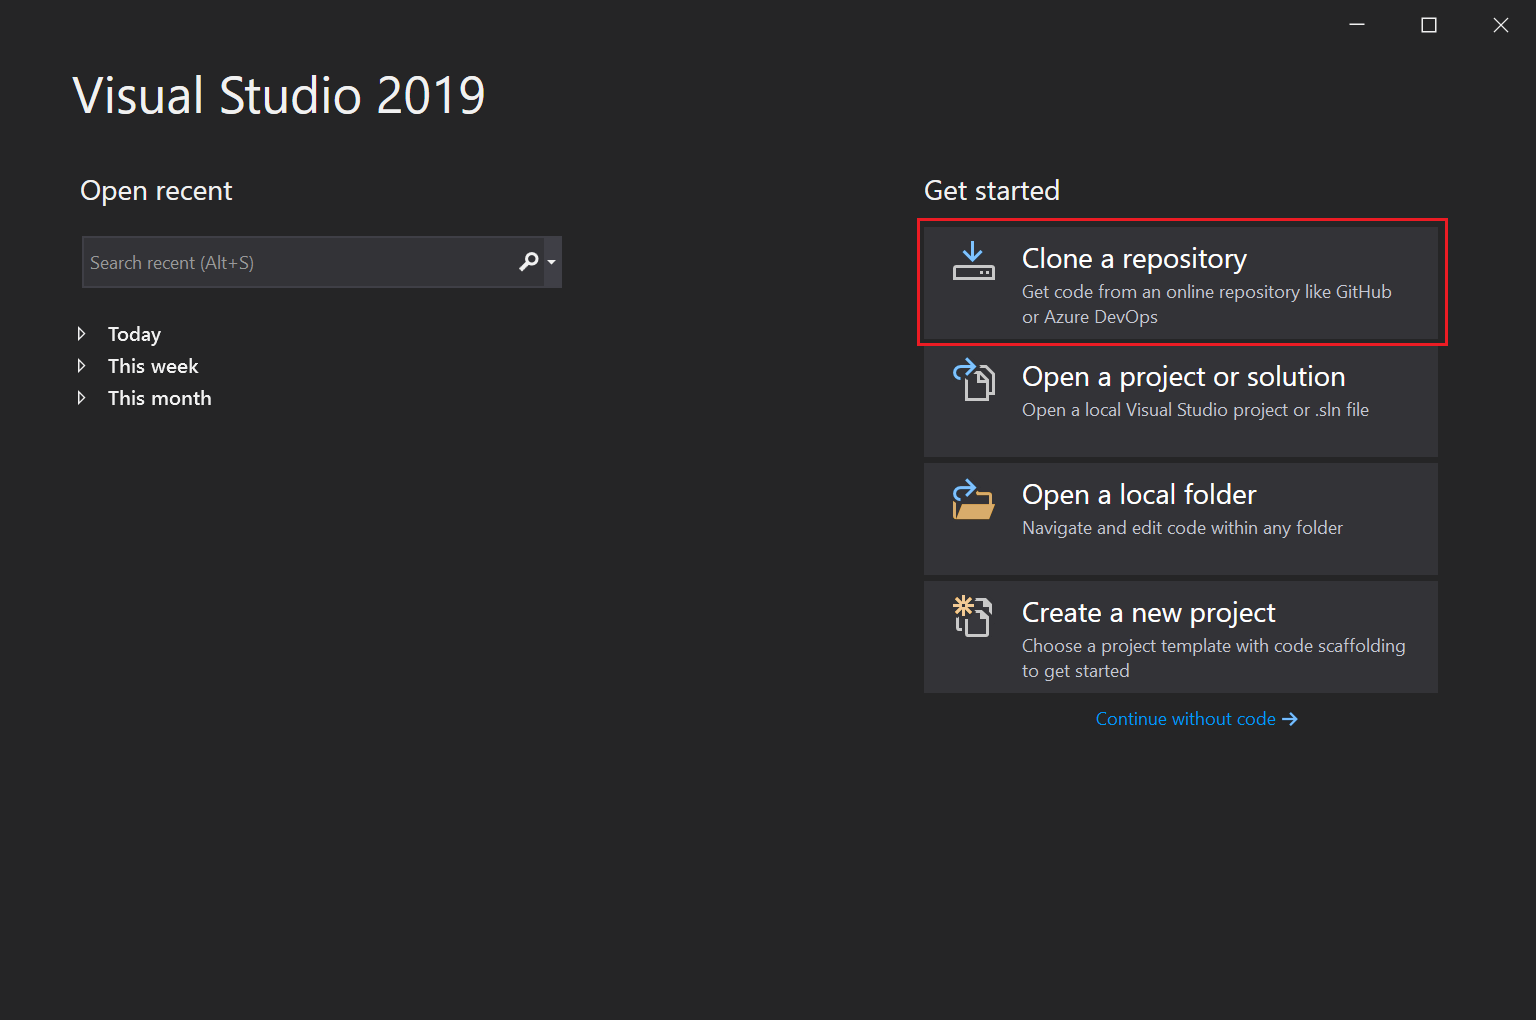 Visual Studio 2019
Open recent
Search recent (Alt+S)
Today
This week
This month
Get started
Clone a repository
Get code from an online repository like GitHub
or Azure DevOps
Open a project or solution
Open a local Visual Studio project or .sln file
Open a local folder
Navigate and edit code within any folder
Create a new project
Choose a project template with code scaffolding
to get started
Continue without code